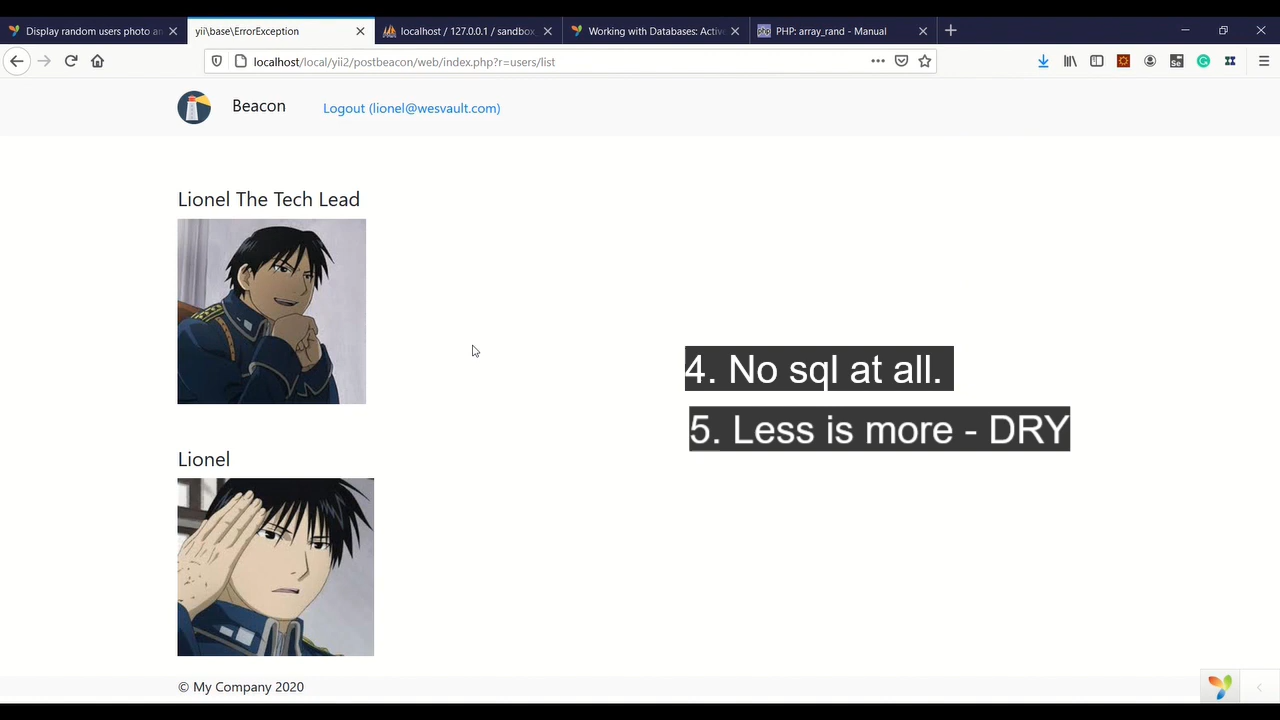 Display random users photo an
yii\base\ErrorException
localhost / 127.0.0.1 / sandbox
Working with Databases: Active
PHP: array_rand - Manual
localhost/local/yii2/postbeacon/web/index.php?r=users/list
Beacon
Logout (lionel@wesvault.com)
Lionel The Tech Lead
4. No sql at all.
5. Less is more - DRY
Lionel
© My Company 2020